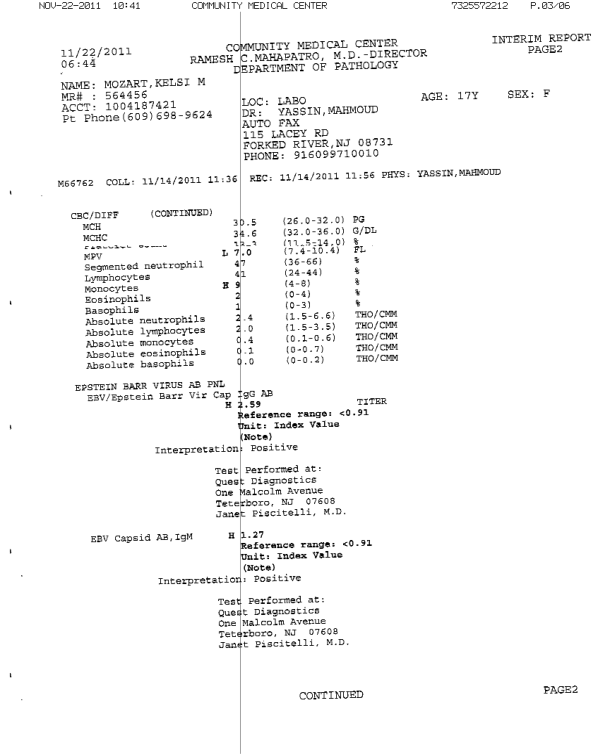 NOV-22-2011 10:41 COMMUNITY MEDICAL CENTER 7325572212 P.03/06
11/22/2011 COMMUNITY MEDICAL CENTER INTERIM REPORT
06:44 RAMESH C.MAHAPATRO, M.D.-DIRECTOR PAGE2
DEPARTMENT OF PATHOLOGY
NAME: MOZART,KELSI M
MR# : 564456 LOC: LABO AGE: 17Y SEX: F
ACCT: 1004187421 DR: YASSIN,MAHMOUD
Pt Phone(609)698-9624 AUTO FAX
115 LACEY RD
FORKED RIVER,NJ 08731
PHONE: 916099710010
M66762 COLL: 11/14/2011 11:36 REC: 11/14/2011 11:56 PHYS: YASSIN,MAHMOUD
CBC/DIFF (CONTINUED)
MCH 30.5 (26.0-32.0) PG
MCHC 34.6 (32.0-36.0) G/DL
(11.5-14.0) %
MPV L 7.0 (7.4-10.4) FL
Segmented neutrophil 47 (36-66) %
Lymphocytes 41 (24-44) %
Monocytes H 9 (4-8) %
Eosinophils 2 (0-4) %
Basophils 1 (0-3) %
Absolute neutrophils 2.4 (1.5-6.6) THO/CMM
Absolute lymphocytes 2.0 (1.5-3.5) THO/CMM
Absolute monocytes 0.4 (0.1-0.6) THO/CMM
Absolute eosinophils 0.1 (0-0.7) THO/CMM
Absolute basophils 0.0 (0-0.2) THO/CMM
EPSTEIN BARR VIRUS AB PNL
EBV/Epstein Barr Vir Cap IgG AB
H 2.59 TITER
Reference range: <0.91
Unit: Index Value
(Note)
Interpretation: Positive
Test Performed at:
Quest Diagnostics
One Malcolm Avenue
Teterboro, NJ 07608
Janet Piscitelli, M.D.
EBV Capsid AB,IgM H 1.27
Reference range: <0.91
Unit: Index Value
(Note)
Interpretation: Positive
Test Performed at:
Quest Diagnostics
One Malcolm Avenue
Teterboro, NJ 07608
Janet Piscitelli, M.D.
CONTINUED PAGE2